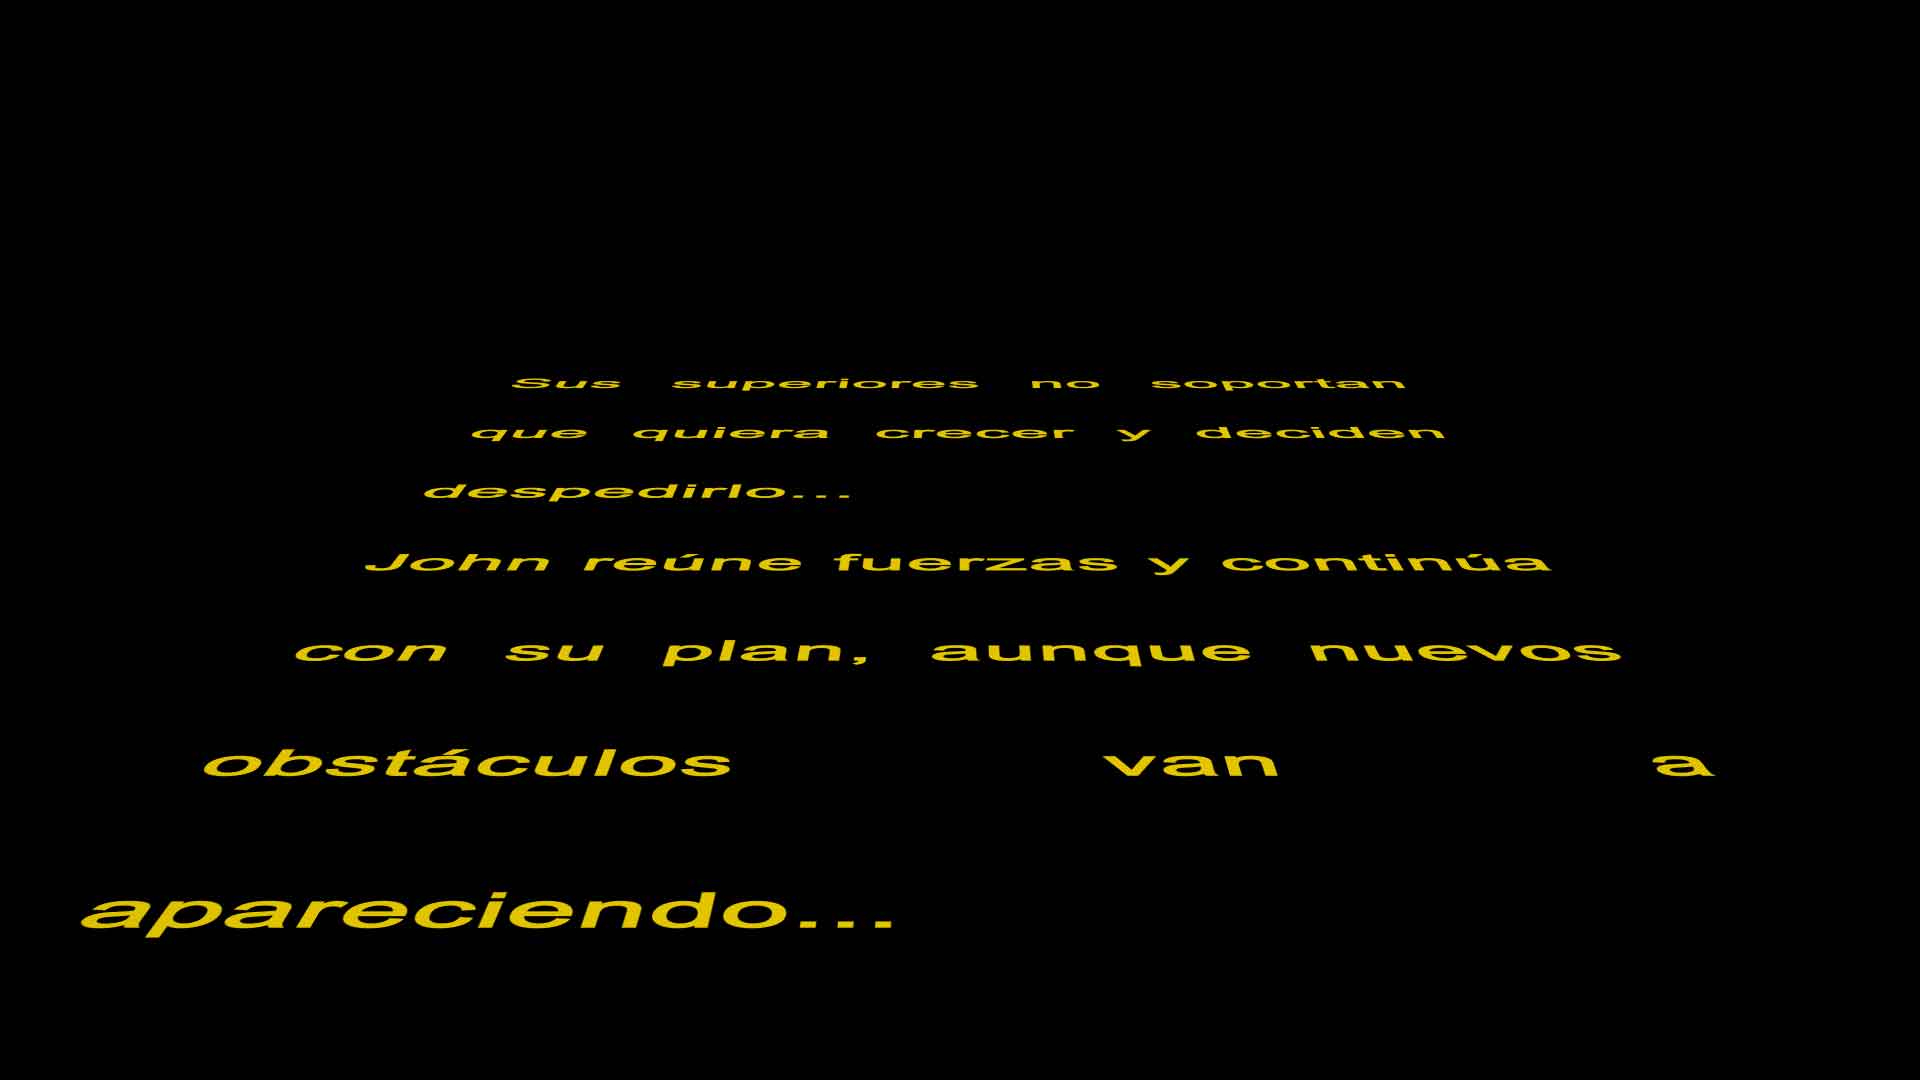 Sus superiores no soportan
que quiera crecer y deciden
despedirlo...
John reúne fuerzas y continúa
con su plan, aunque nuevos
obstáculos van a
apareciendo...